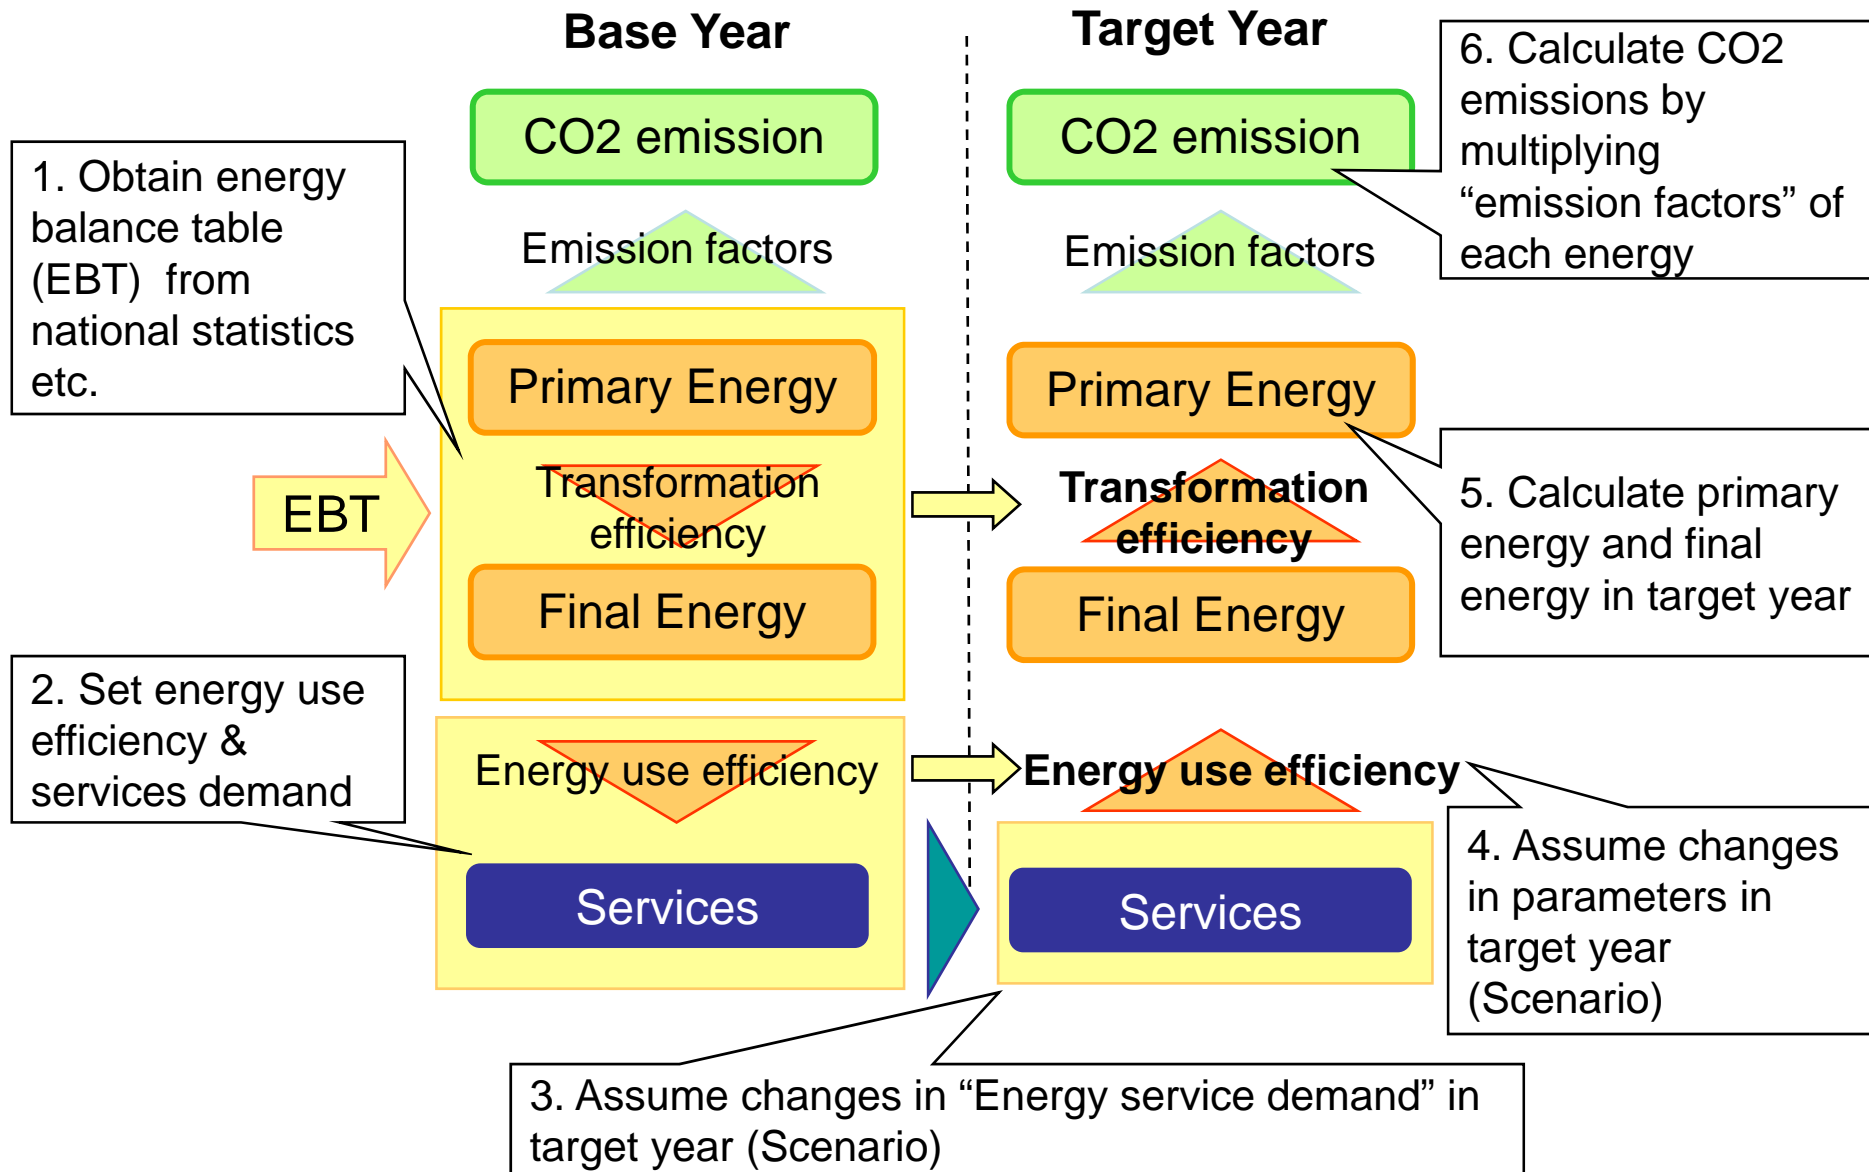 Base Year
Target Year
1. Obtain energy
balance table
(EBT) from
national statistics
etc.
CO2 emission
Emission factors
Primary Energy
Transformation
efficiency
EBT
Final Energy
2. Set energy use
efficiency &
services demand
Energy use efficiency
Services
CO2 emission
Emission factors
Primary Energy
Transformation
efficiency
Final Energy
Energy use efficiency
Services
6. Calculate CO2
emissions by
multiplying
“emission factors” of
each energy
5. Calculate primary
energy and final
energy in target year
4. Assume changes
in parameters in
target year
(Scenario)
3. Assume changes in “Energy service demand” in
target year (Scenario)